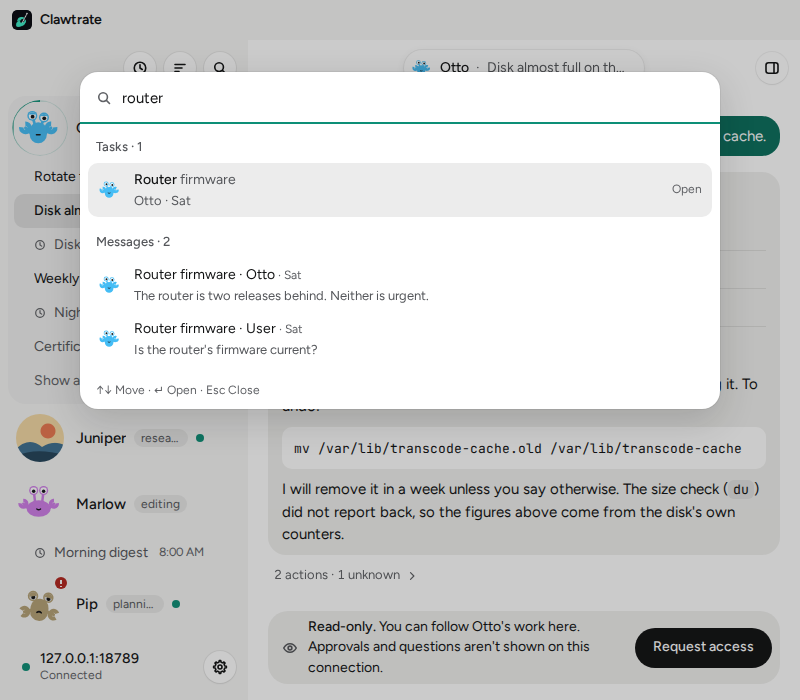 Clawtrate
Otto · Disk almost full on th…
router
cache.
Tasks · 1
Router firmware
Otto · Sat
Open
Messages · 2
Router firmware · Otto · Sat
The router is two releases behind. Neither is urgent.
Router firmware · User · Sat
Is the router's firmware current?
↑↓ Move · ↵ Open · Esc Close
Rotate
Disk aln
Disk
Weekly
Nigh
Certific
Show a
Juniper resea…
Marlow editing
Morning digest 8:00 AM
Pip planni…
127.0.0.1:18789
Connected
it. To
mv /var/lib/transcode-cache.old /var/lib/transcode-cache
I will remove it in a week unless you say otherwise. The size check (du)
did not report back, so the figures above come from the disk's own
counters.
2 actions · 1 unknown
Read-only. You can follow Otto's work here.
Approvals and questions aren't shown on this
connection.
Request access